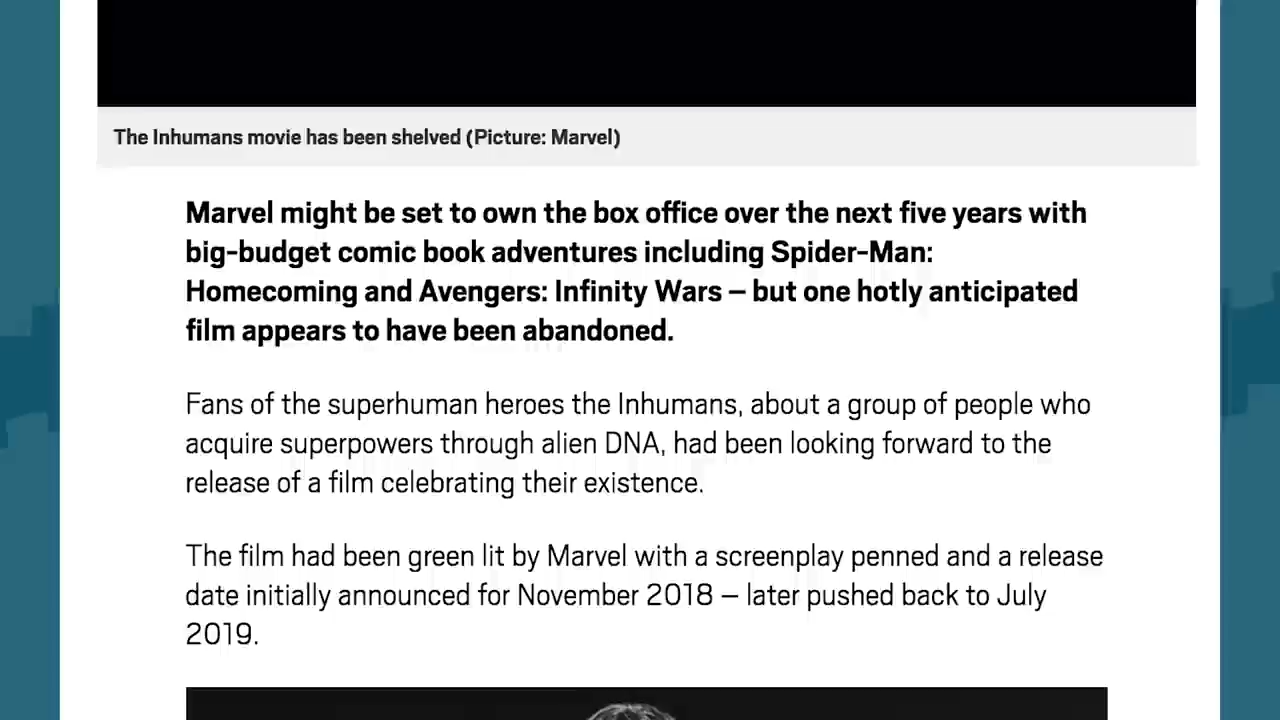 The Inhumans movie has been shelved (Picture: Marvel)
Marvel might be set to own the box office over the next five years with
big-budget comic book adventures including Spider-Man:
Homecoming and Avengers: Infinity Wars – but one hotly anticipated
film appears to have been abandoned.
Fans of the superhuman heroes the Inhumans, about a group of people who
acquire superpowers through alien DNA, had been looking forward to the
release of a film celebrating their existence.
The film had been green lit by Marvel with a screenplay penned and a release
date initially announced for November 2018 – later pushed back to July
2019.